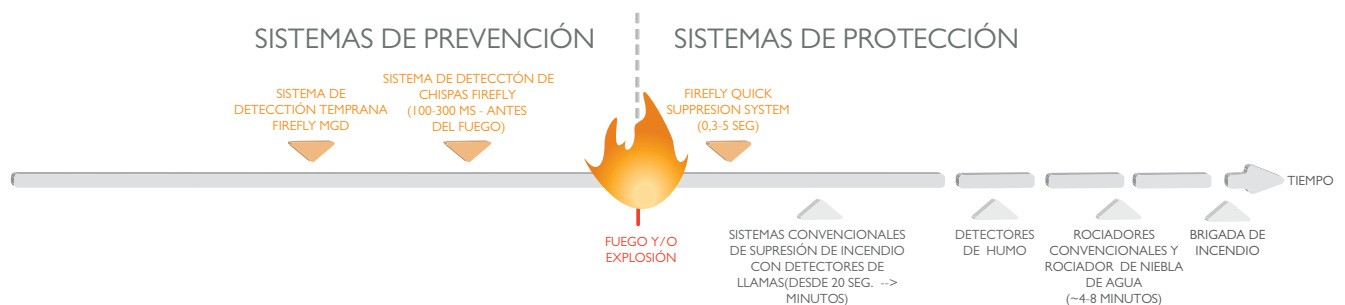 SISTEMAS DE PREVENCIÓN
SISTEMAS DE PROTECCIÓN
SISTEMA DE
DETECCTIÓN TEMPRANA
FIREFLY MGD
SISTEMA DE DETECCTÓN DE
CHISPAS FIREFLY
(100-300 MS - ANTES
DEL FUEGO)
FIREFLY QUICK
SUPPRESION SYSTEM
(0,3-5 SEG)
TIEMPO
FUEGO Y/O
EXPLOSIÓN
SISTEMAS CONVENCIONALES
DE SUPRESIÓN DE INCENDIO
CON DETECTORES DE
LLAMAS(DESDE 20 SEG. -->
MINUTOS)
DETECTORES
DE HUMO
ROCIADORES
CONVENCIONALES Y
ROCIADOR DE NIEBLA
DE AGUA
(~4-8 MINUTOS)
BRIGADA DE
INCENDIO